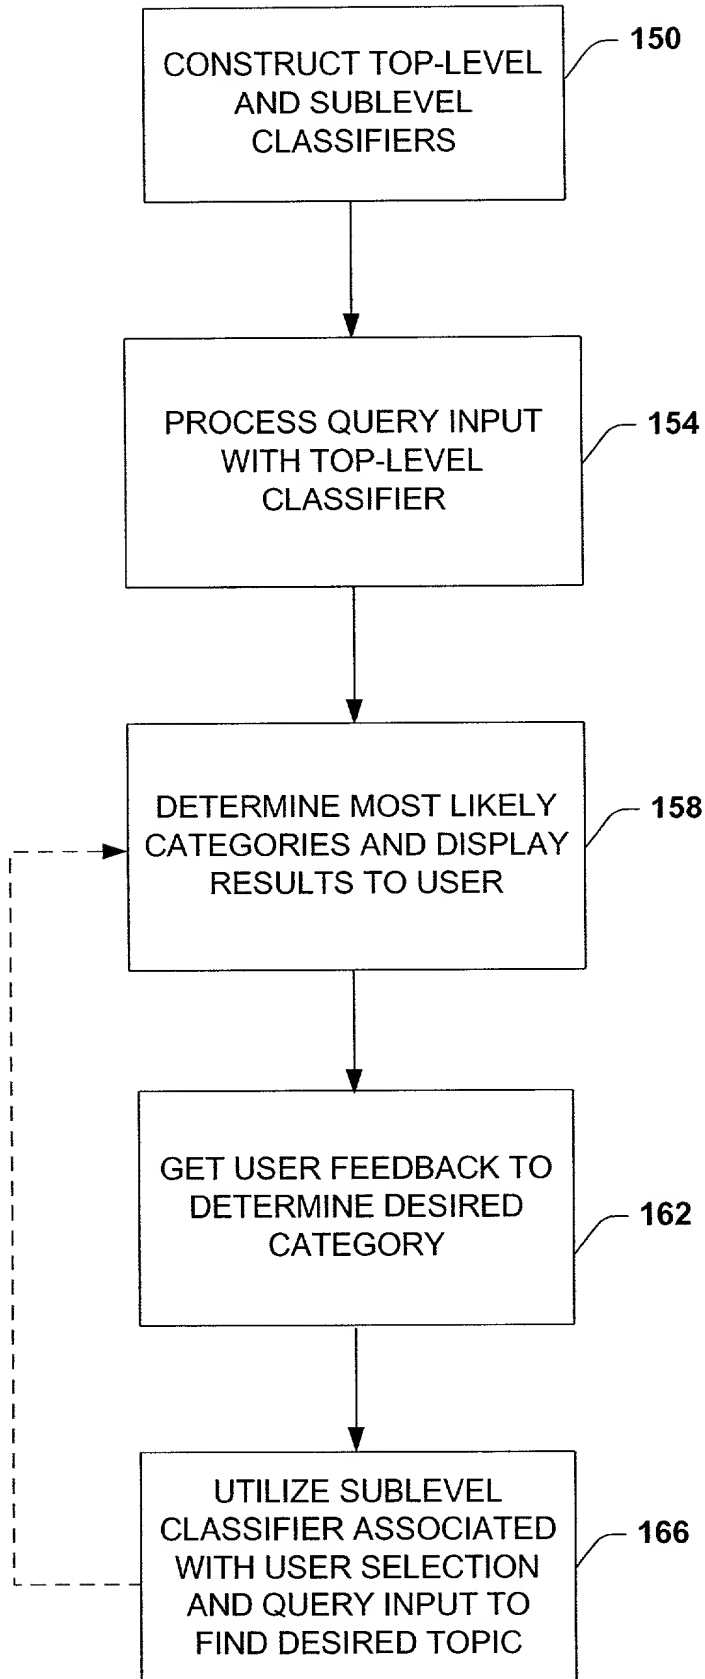 CONSTRUCT TOP-LEVEL
AND SUBLEVEL
CLASSIFIERS
150
PROCESS QUERY INPUT
WITH TOP-LEVEL
CLASSIFIER
154
DETERMINE MOST LIKELY
CATEGORIES AND DISPLAY
RESULTS TO USER
158
GET USER FEEDBACK TO
DETERMINE DESIRED
CATEGORY
162
UTILIZE SUBLEVEL
CLASSIFIER ASSOCIATED
WITH USER SELECTION
AND QUERY INPUT TO
FIND DESIRED TOPIC
166